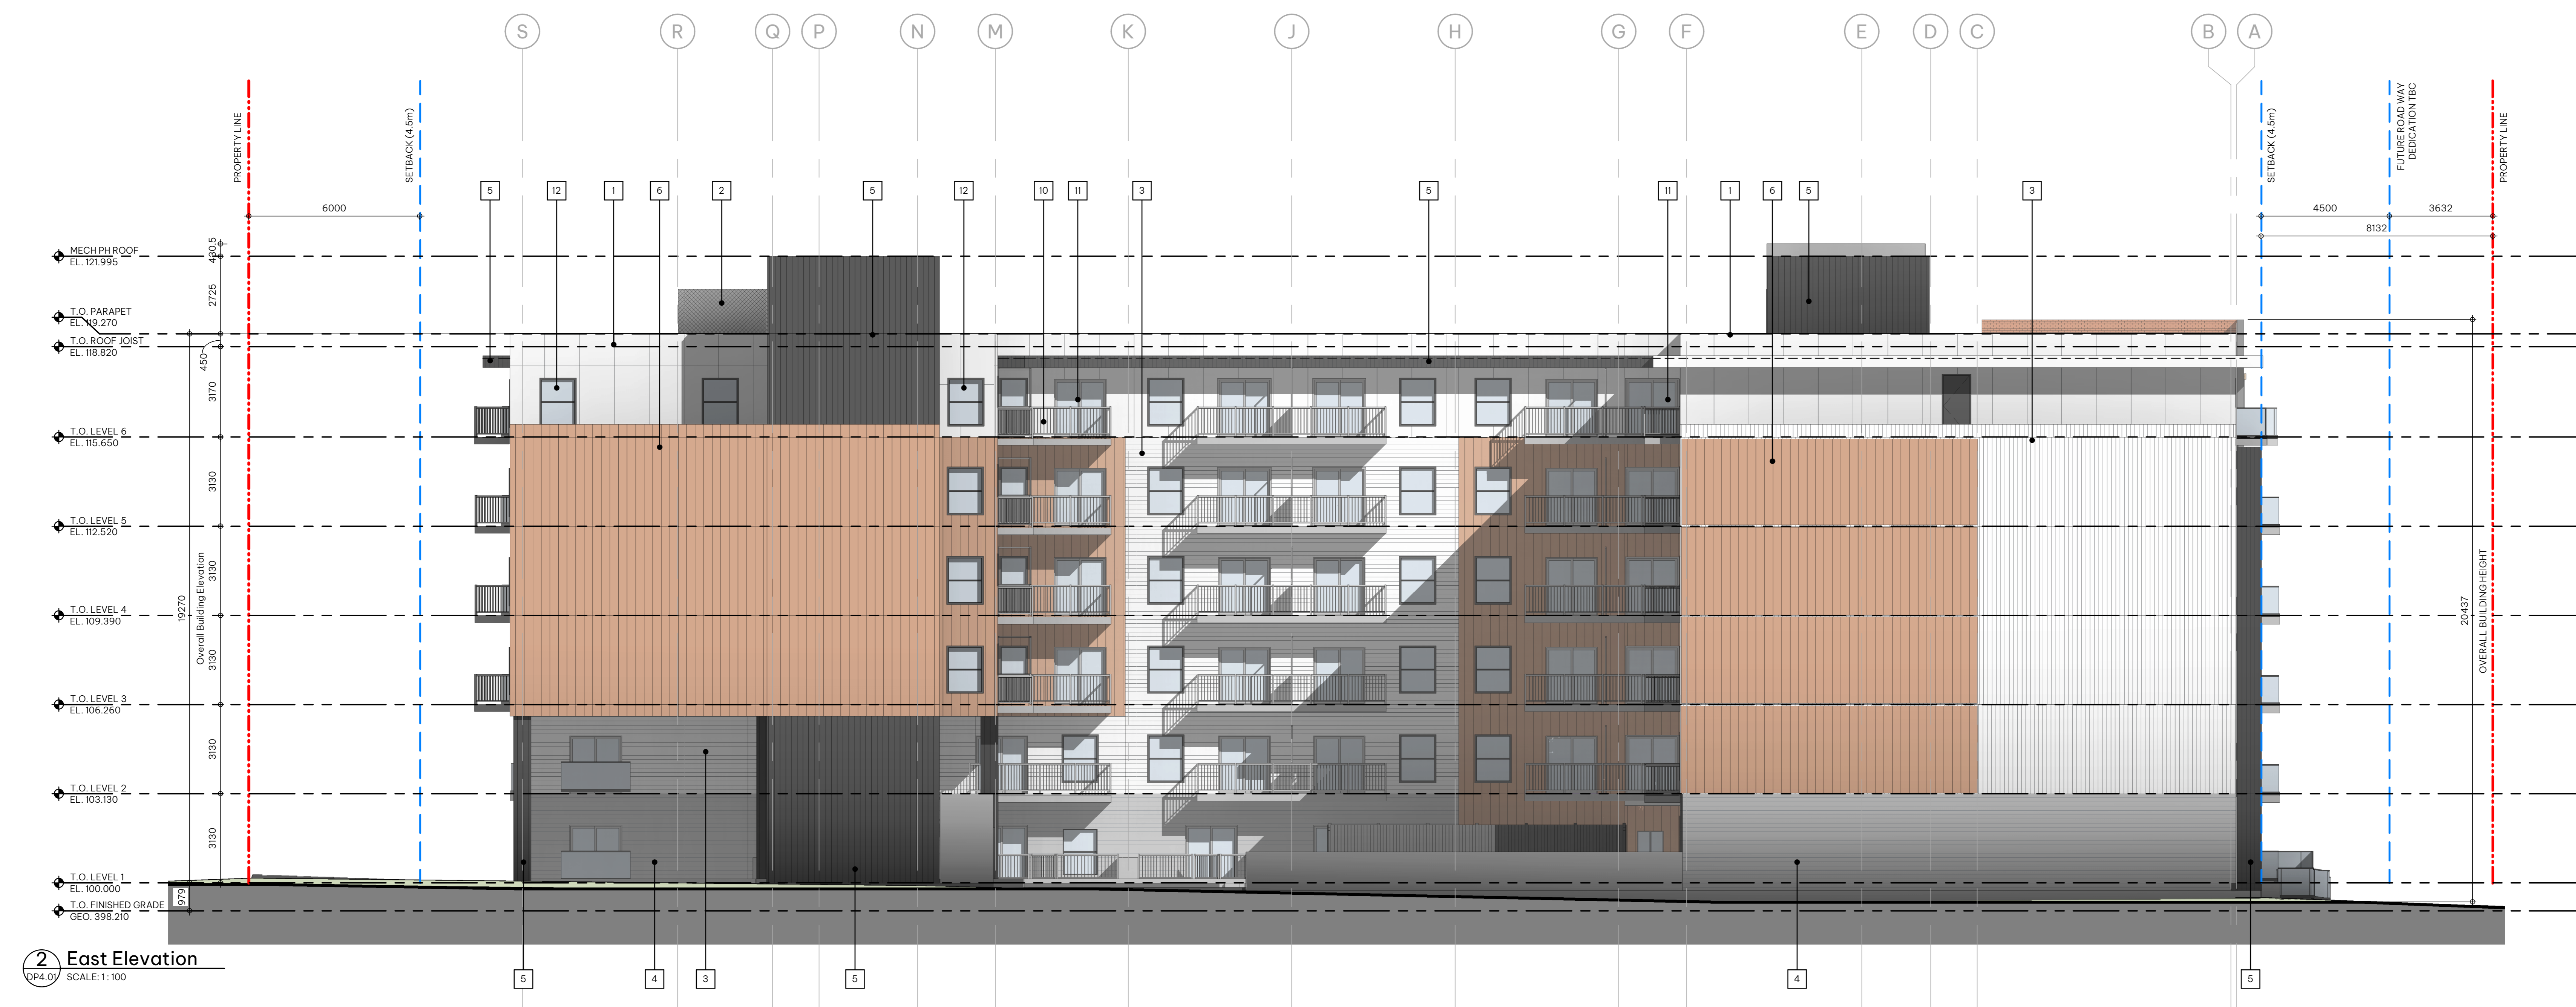 S R Q P N M K J H G F E D C B A
PROPERTY LINE
SETBACK (4.5m)
SETBACK (4.5m)
FUTURE ROAD WAY
DEDICATION TBC
PROPERTY LINE
5 12 1 6 2 5 12 10 11 3 5 11 1 6 5 3
6000
4500 3632
8132
MECH PH ROOF
EL. 121.995
430.5
2725
T.O. PARAPET
EL. 119.270
T.O. ROOF JOIST
EL. 118.820
450
3170
T.O. LEVEL 6
EL. 115.650
3130
T.O. LEVEL 5
EL. 112.520
3130
T.O. LEVEL 4
EL. 109.390
3130
T.O. LEVEL 3
EL. 106.260
3130
T.O. LEVEL 2
EL. 103.130
3130
T.O. LEVEL 1
EL. 100.000
979
T.O. FINISHED GRADE
GEO. 398.210
19270
Overall Building Elevation
20437
OVERALL BUILDING HEIGHT
5 4 3 5 4 5
2 East Elevation
DP4.01 SCALE: 1 : 100